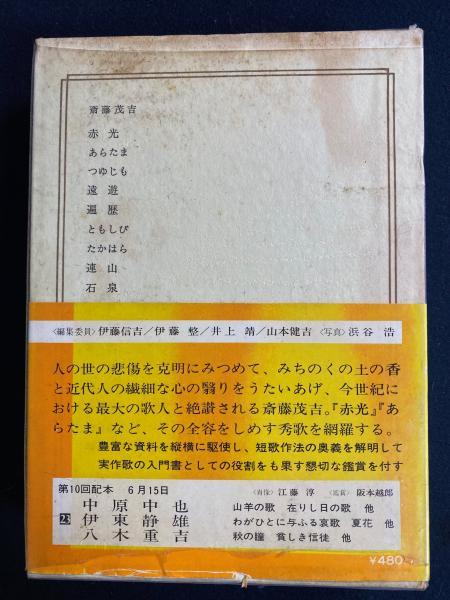 斎藤茂吉
赤光
あらたま
つゆじも
遠遊
遍歴
ともしび
たかはら
連山
石泉
〈編集委員〉伊藤信吉／伊藤 整／井上 靖／山本健吉 〈写真〉浜谷 浩
人の世の悲傷を克明にみつめて、みちのくの土の香
と近代人の繊細な心の翳りをうたいあげ、今世紀に
おける最大の歌人と絶讃される斎藤茂吉。『赤光』『あ
らたま』など、その全容をしめす秀歌を網羅する。
豊富な資料を縦横に駆使し、短歌作法の奥義を解明して
実作歌の入門書としての役割をも果す懇切な鑑賞を付す
第10回配本 6月15日 〈肖像〉江藤 淳 〈鑑賞〉阪本越郎
中原中也 山羊の歌 在りし日の歌 他
23 伊東静雄 わがひとに与ふる哀歌 夏花 他
八木重吉 秋の瞳 貧しき信徒 他
¥480